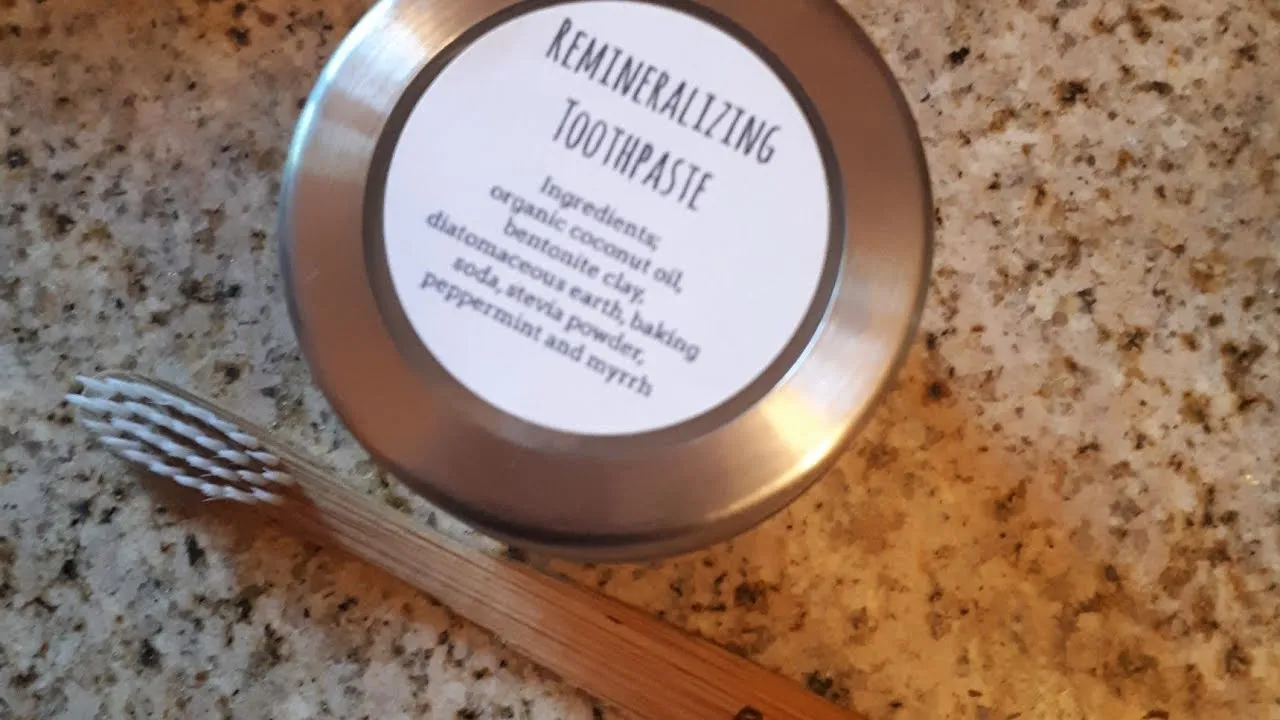 REMINERALIZING
TOOTHPASTE
Ingredients;
organic coconut oil,
bentonite clay,
diatomaceous earth, baking
soda, stevia powder,
peppermint and myrrh